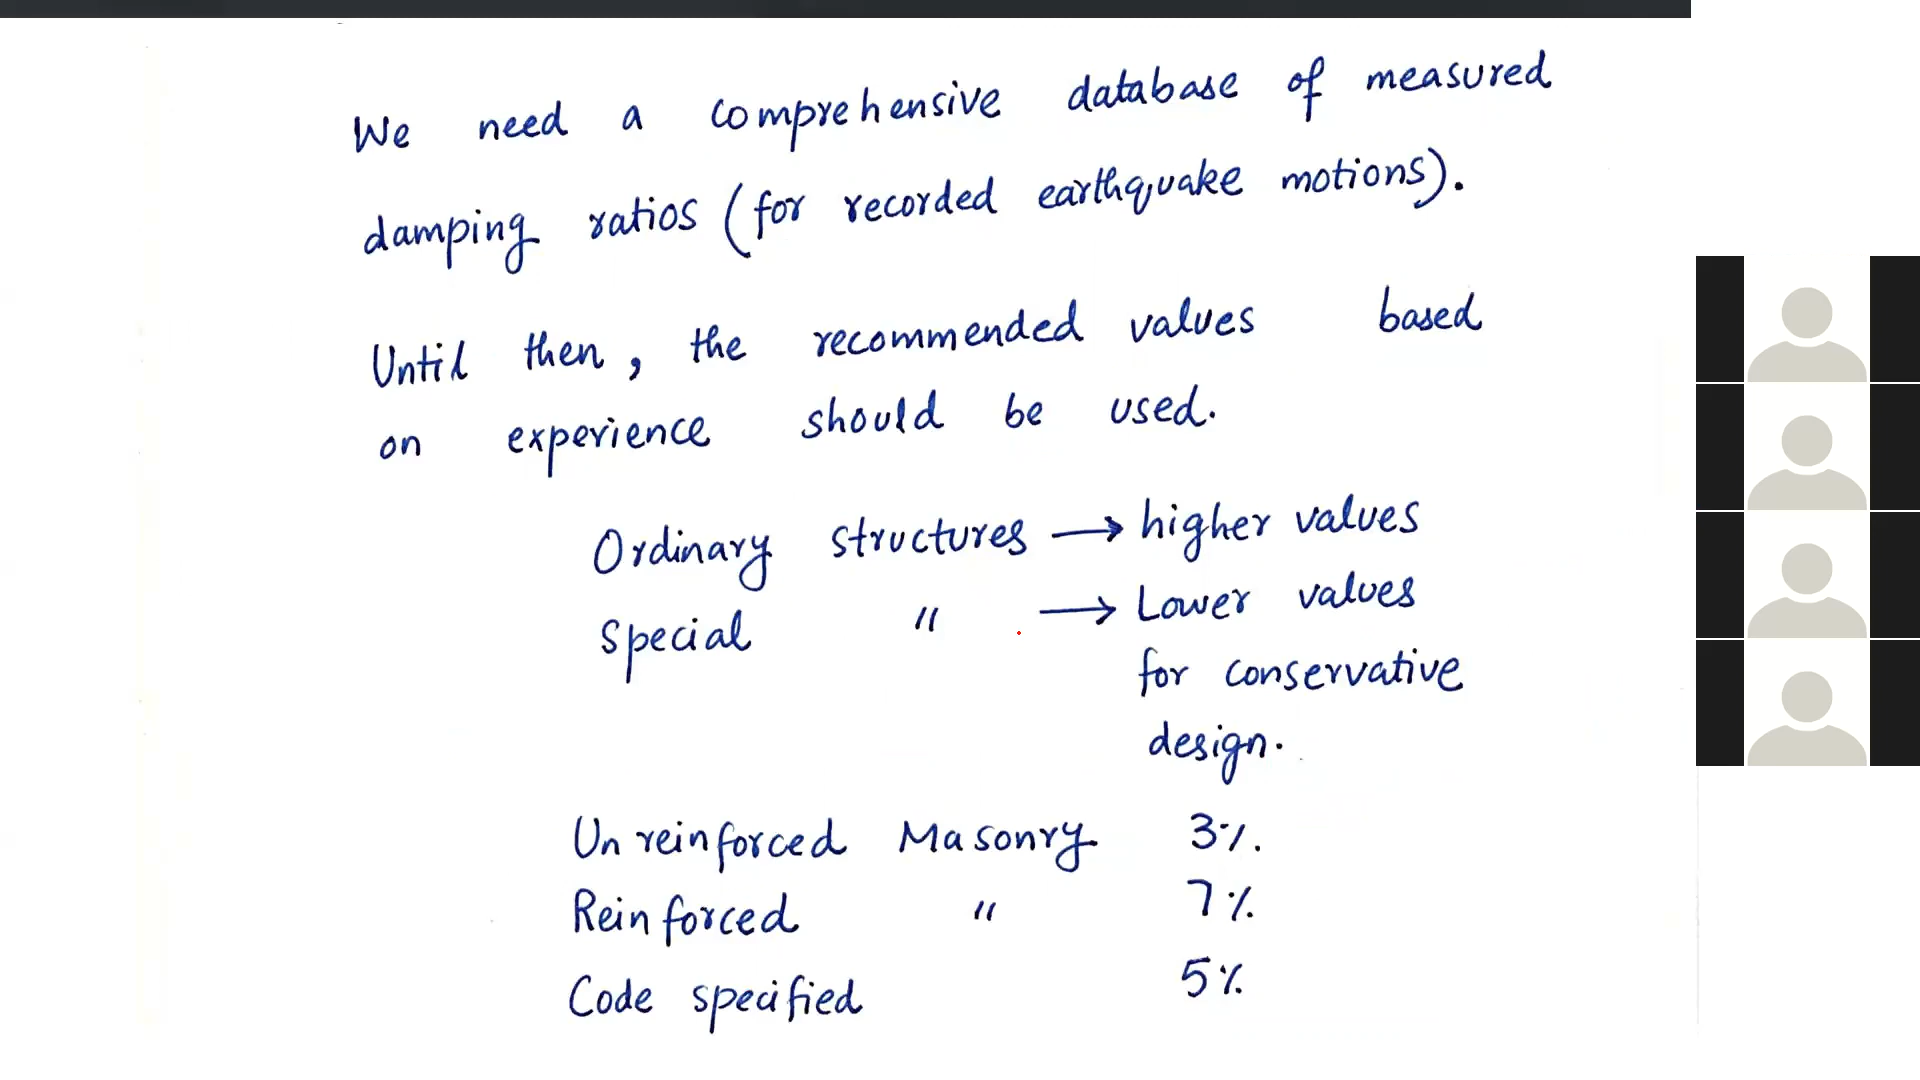 We need a comprehensive database of measured
damping ratios (for recorded earthquake motions).
Until then, the recommended values based
on experience should be used.
Ordinary structures → higher values
Special " → Lower values
for conservative
design.
Unreinforced Masonry 3%.
Reinforced " 7%
Code specified 5%